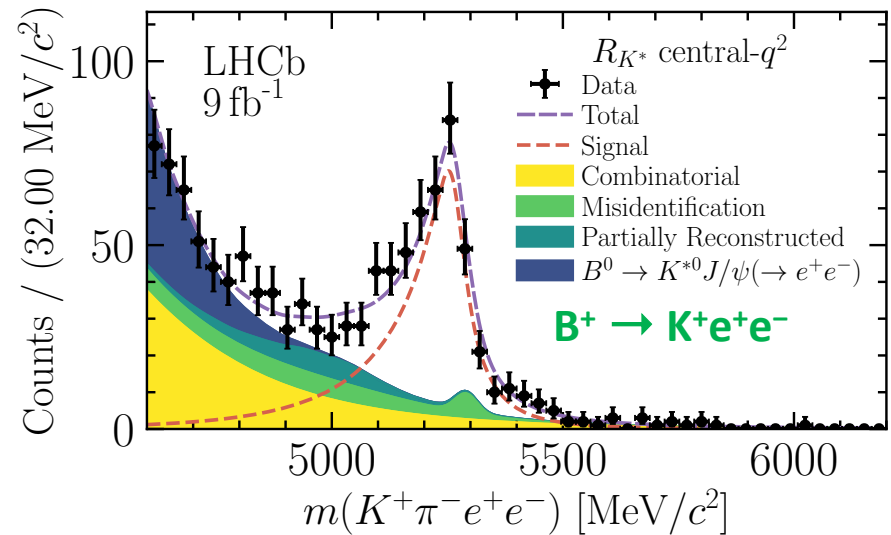 Counts / (32.00 MeV/c²)
100
50
0
LHCb
9 fb⁻¹
R_{K*} central-q²
Data
Total
Signal
Combinatorial
Misidentification
Partially Reconstructed
B⁰ → K*⁰J/ψ(→ e⁺e⁻)
B⁺ → K⁺e⁺e⁻
5000 5500 6000
m(K⁺π⁻e⁺e⁻) [MeV/c²]